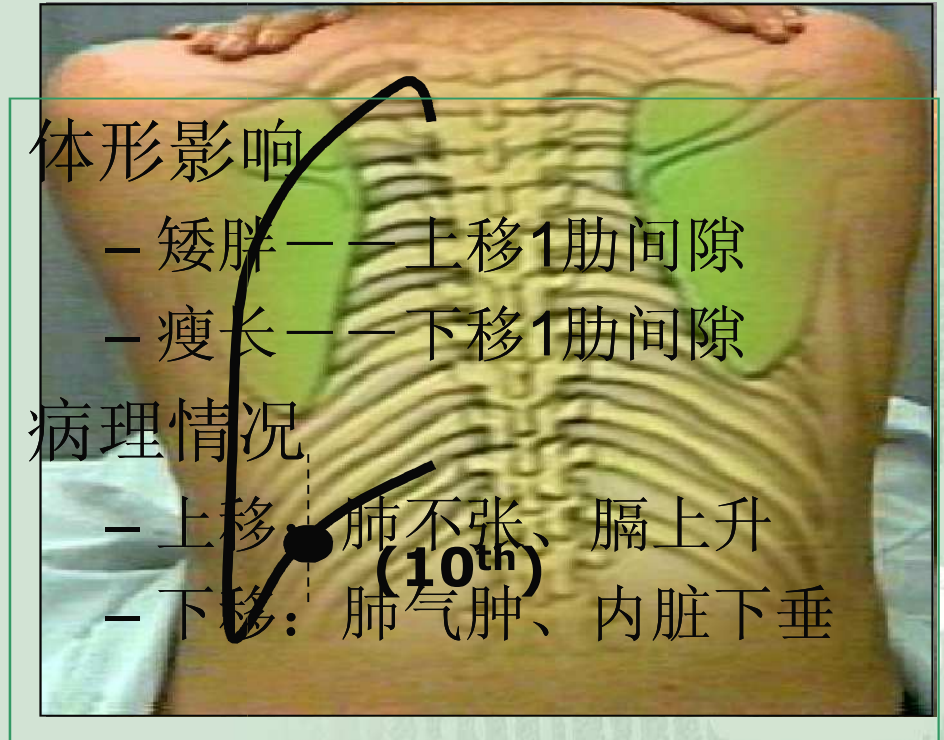 体形影响
– 矮胖－－上移1肋间隙
– 瘦长－－下移1肋间隙
病理情况
– 上移：肺不张、膈上升
(10th)
– 下移：肺气肿、内脏下垂